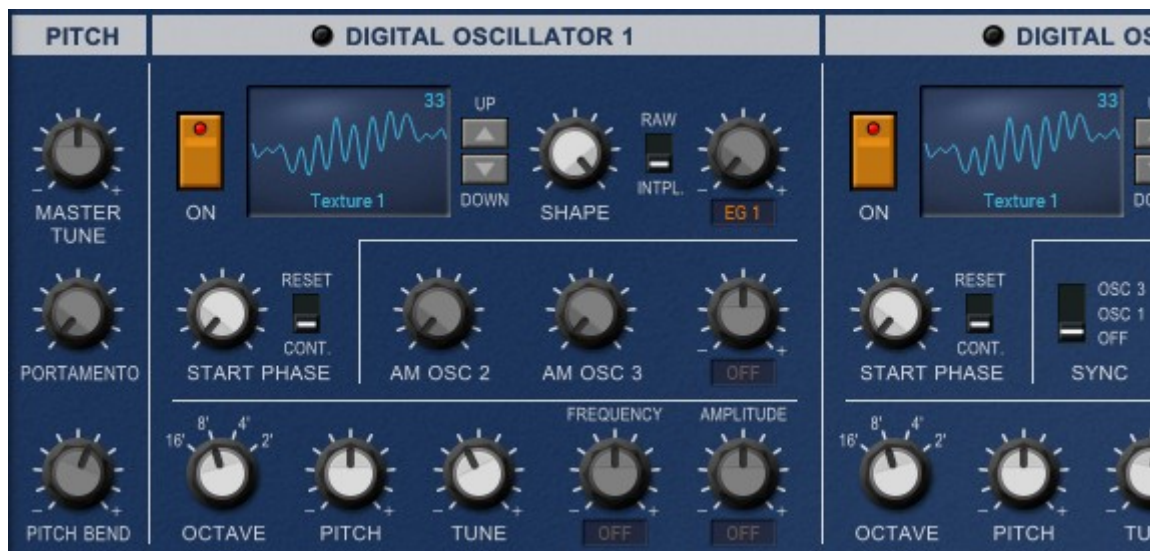 PITCH
DIGITAL OSCILLATOR 1
33
UP
DOWN
RAW
INTPL.
Texture 1
ON
SHAPE
EG 1
MASTER
TUNE
RESET
CONT.
START PHASE
AM OSC 2
AM OSC 3
OFF
PORTAMENTO
FREQUENCY
AMPLITUDE
16' 8' 4' 2'
PITCH BEND
OCTAVE
PITCH
TUNE
OFF
OFF
33
Texture 1
ON
RESET
CONT.
START PHASE
OSC 3
OSC 1
OFF
SYNC
16' 8' 4' 2'
OCTAVE
PITCH